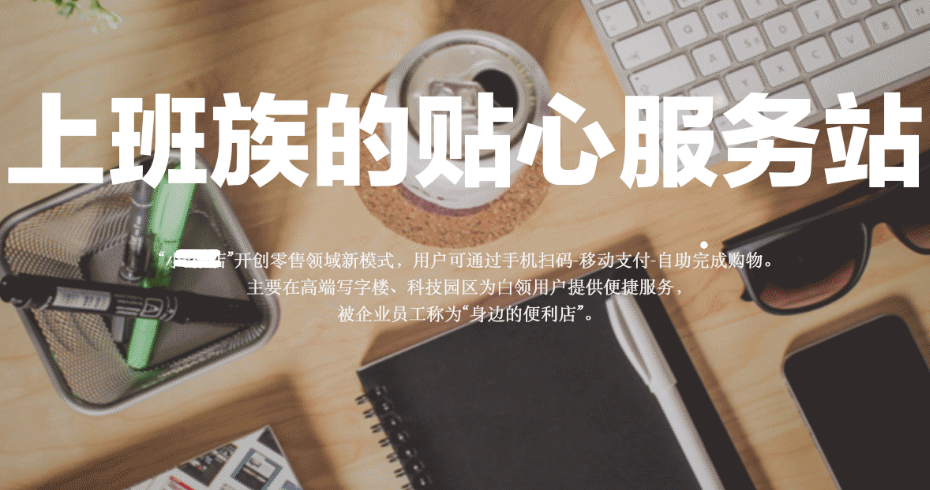 上班族的贴心服务站
“小 店”开创零售领域新模式，用户可通过手机扫码-移动支付-自助完成购物。
主要在高端写字楼、科技园区为白领用户提供便捷服务，
被企业员工称为“身边的便利店”。